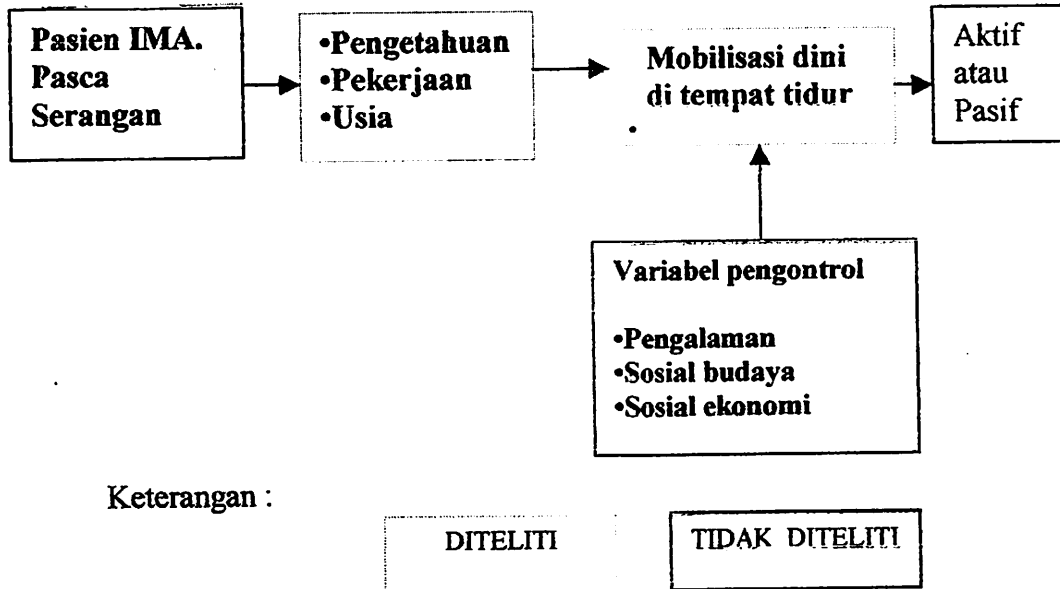 Pasien IMA.
Pasca
Serangan
•Pengetahuan
•Pekerjaan
•Usia
Mobilisasi dini
di tempat tidur
•
Aktif
atau
Pasif
Variabel pengontrol
•Pengalaman
•Sosial budaya
•Sosial ekonomi
Keterangan :
DITELITI
TIDAK DITELITI